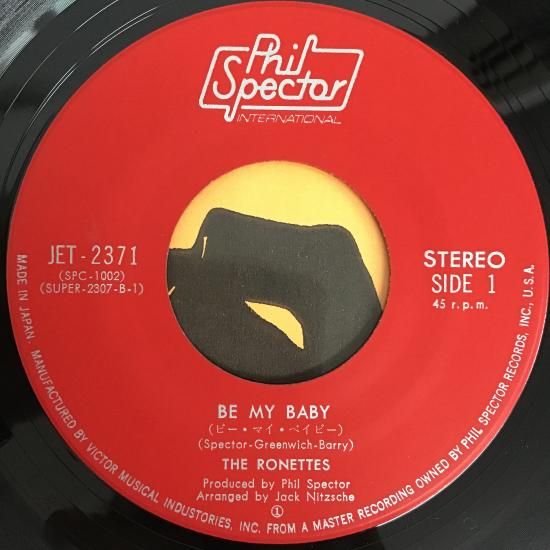 Phil
Spector
INTERNATIONAL
JET-2371
(SPC-1002)
(SUPER-2307-B-1)
STEREO
SIDE 1
45 r.p.m.
BE MY BABY
(ビー・マイ・ベイビー)
(Spector-Greenwich-Barry)
THE RONETTES
Produced by Phil Spector
Arranged by Jack Nitzsche
Ⓘ
MADE IN JAPAN. MANUFACTURED BY VICTOR MUSICAL INDUSTORIES, INC. FROM A MASTER RECORDING OWNED BY PHIL SPECTOR RECORDS, INC., U.S.A.